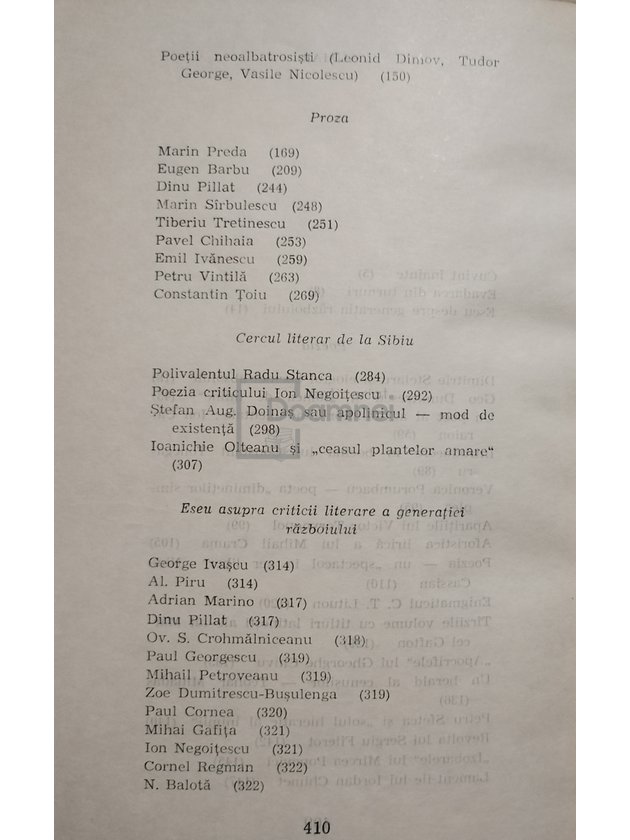 Poeții neoalbatrosiști (Leonid Dimov, Tudor
George, Vasile Nicolescu) (150)
Proza
Marin Preda (169)
Eugen Barbu (209)
Dinu Pillat (244)
Marin Sîrbulescu (248)
Tiberiu Tretinescu (251)
Pavel Chihaia (253)
Emil Ivănescu (259)
Petru Vintilă (263)
Constantin Țoiu (269)
Cercul literar de la Sibiu
Polivalentul Radu Stanca (284)
Poezia criticului Ion Negoițescu (292)
Ștefan Aug. Doinaș sau apolinicul — mod de
existență (298)
Ioanichie Olteanu și „ceasul plantelor amare“
(307)
Eseu asupra criticii literare a generației
războiului
George Ivașcu (314)
Al. Piru (314)
Adrian Marino (317)
Dinu Pillat (317)
Ov. S. Crohmălniceanu (318)
Paul Georgescu (319)
Mihail Petroveanu (319)
Zoe Dumitrescu-Bușulenga (319)
Paul Cornea (320)
Mihai Gafița (321)
Ion Negoițescu (321)
Cornel Regman (322)
N. Balotă (322)
410